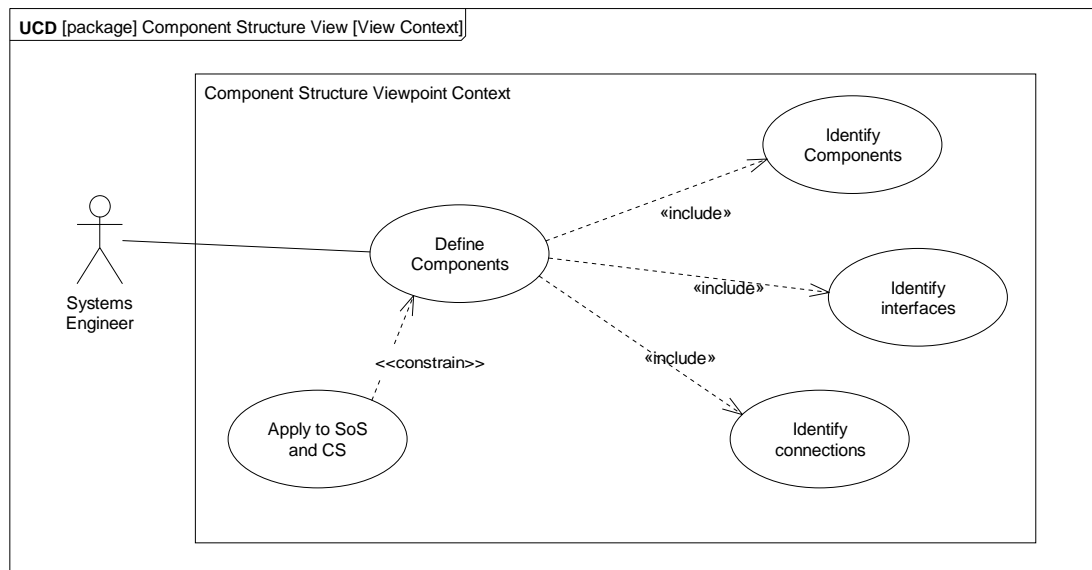 UCD [package] Component Structure View [View Context]
Component Structure Viewpoint Context
Identify
Components
«include»
Define
Components
Systems
Engineer
«include»
Identify
interfaces
<<constrain>>
«include»
Apply to SoS
and CS
Identify
connections